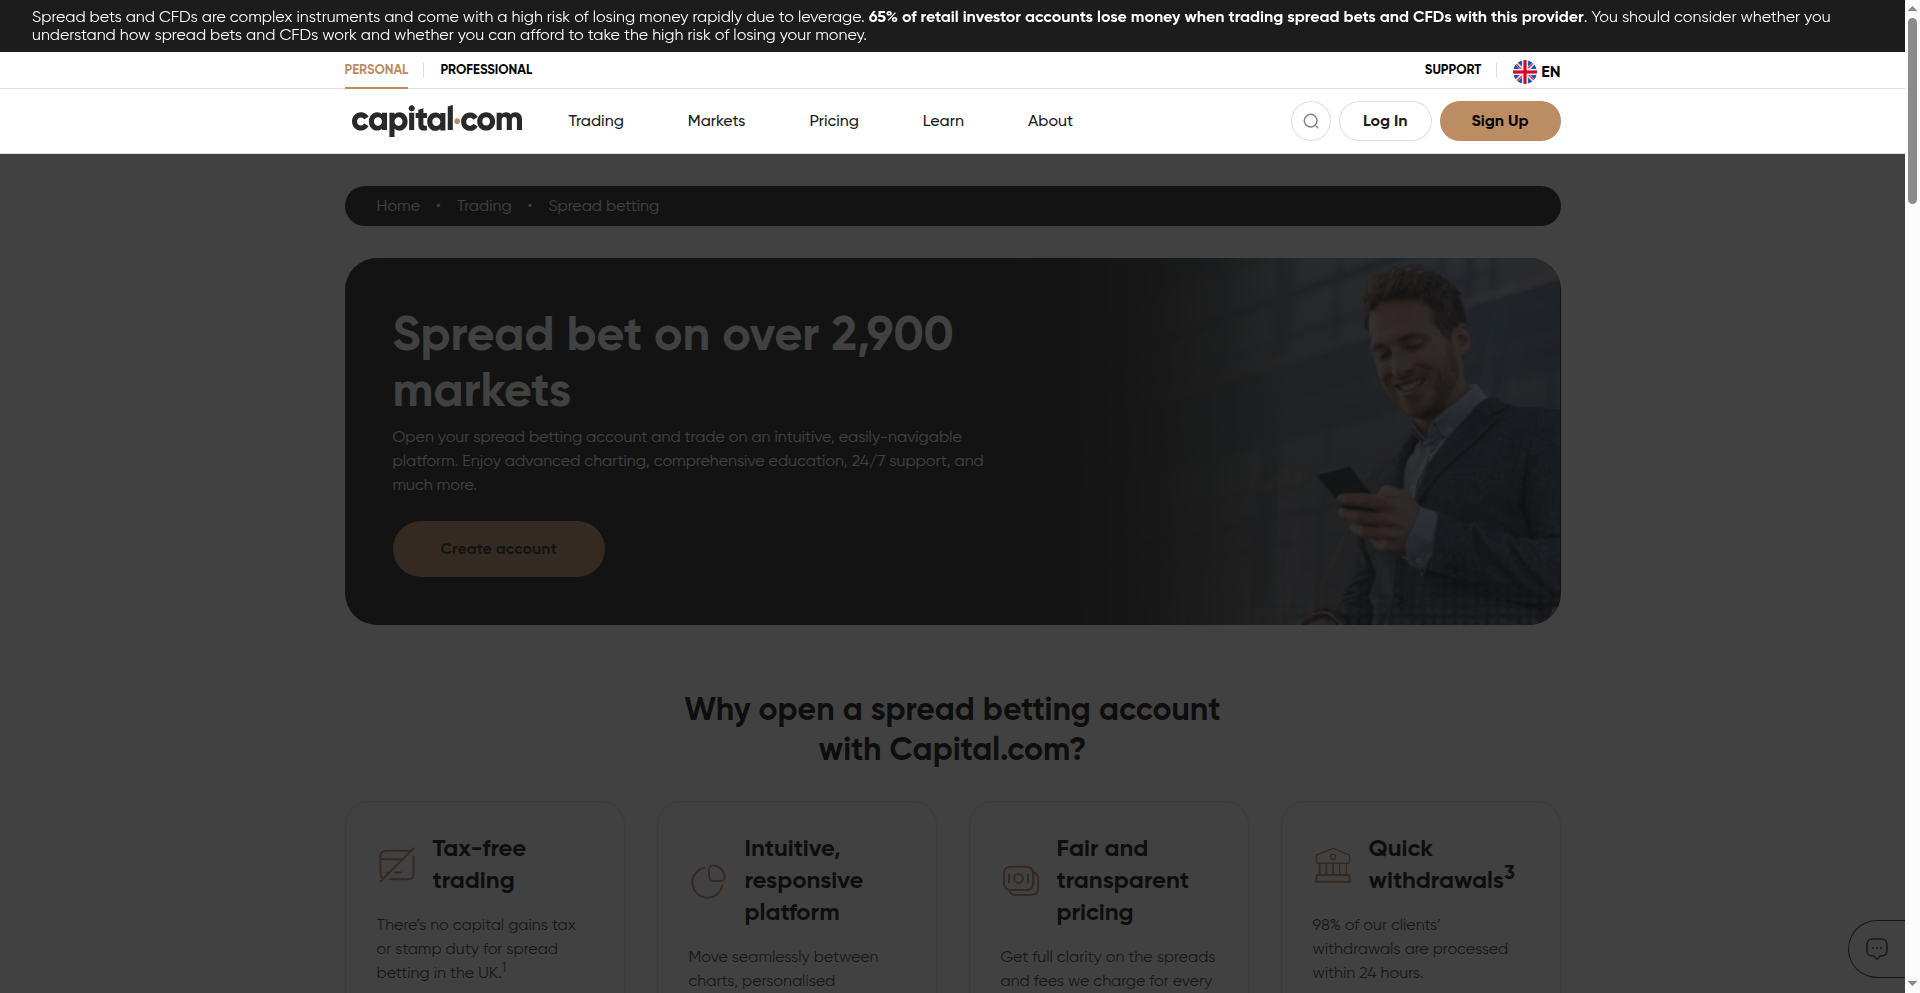 Spread bets and CFDs are complex instruments and come with a high risk of losing money rapidly due to leverage. 65% of retail investor accounts lose money when trading spread bets and CFDs with this provider. You should consider whether you
understand how spread bets and CFDs work and whether you can afford to take the high risk of losing your money.
PERSONAL PROFESSIONAL SUPPORT EN
capital.com Trading Markets Pricing Learn About Log In Sign Up
Home • Trading • Spread betting
Spread bet on over 2,900
markets
Open your spread betting account and trade on an intuitive, easily-navigable
platform. Enjoy advanced charting, comprehensive education, 24/7 support, and
much more.
Create account
Why open a spread betting account
with Capital.com?
Tax-free
trading
There's no capital gains tax
or stamp duty for spread
betting in the UK.1
Intuitive,
responsive
platform
Move seamlessly between
charts, personalised
Fair and
transparent
pricing
Get full clarity on the spreads
and fees we charge for every
Quick
withdrawals3
98% of our clients'
withdrawals are processed
within 24 hours.